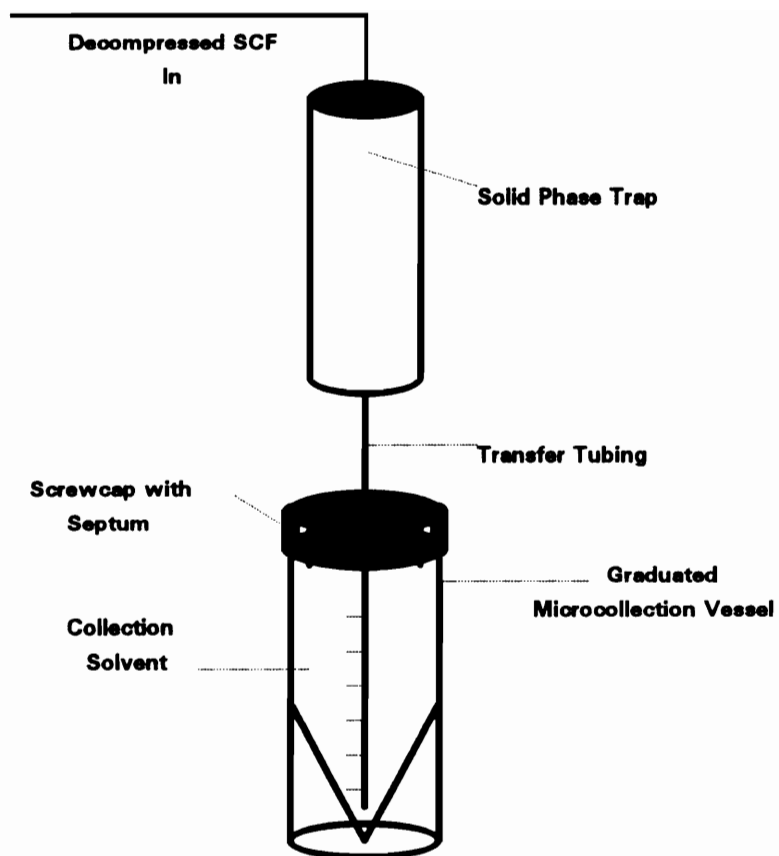 Decompressed SCF
In
Solid Phase Trap
Transfer Tubing
Screwcap with
Septum
Graduated
Microcollection Vessel
Collection
Solvent